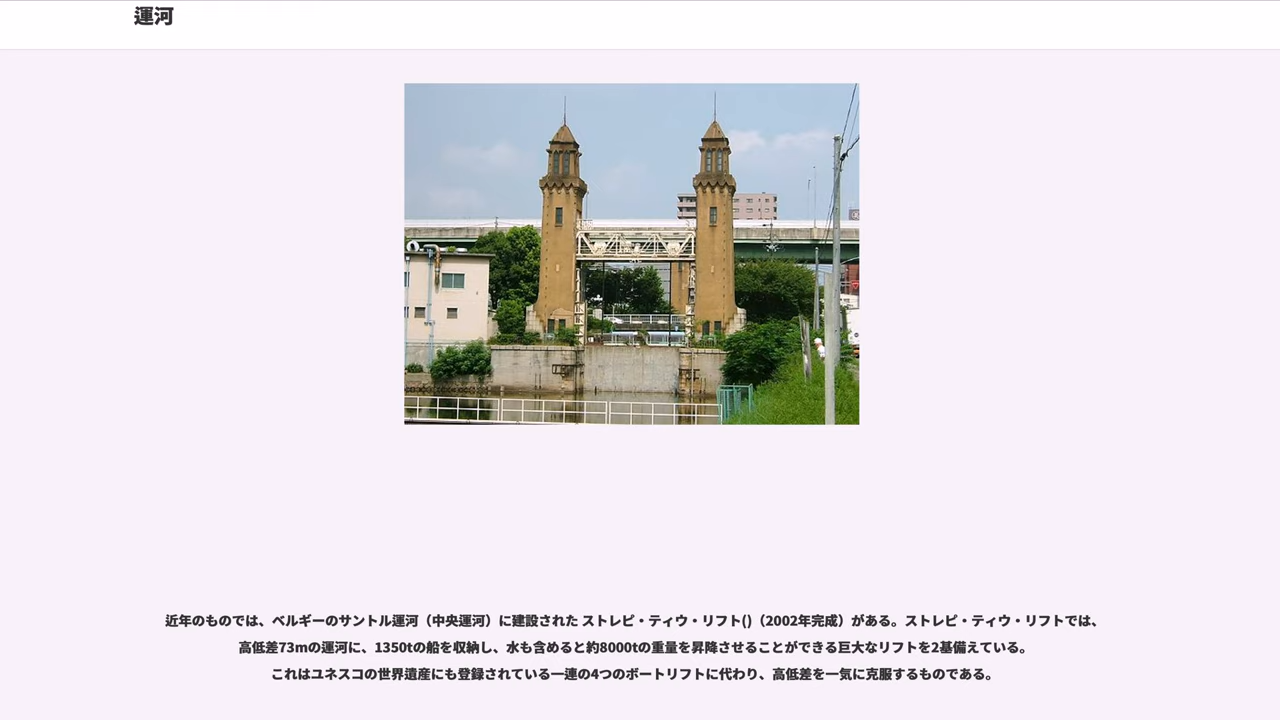 運河
近年のものでは、ベルギーのサントル運河（中央運河）に建設された ストレピ・ティウ・リフト()（2002年完成）がある。ストレピ・ティウ・リフトでは、
高低差73mの運河に、1350tの船を収納し、水も含めると約8000tの重量を昇降させることができる巨大なリフトを2基備えている。
これはユネスコの世界遺産にも登録されている一連の4つのボートリフトに代わり、高低差を一気に克服するものである。